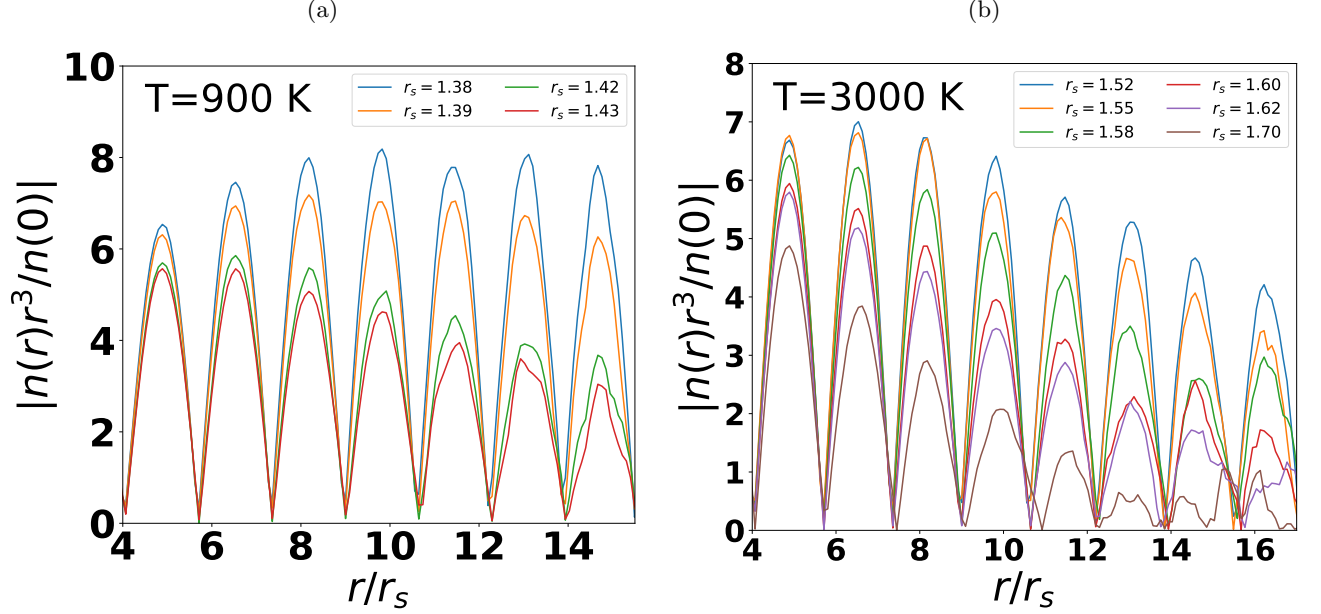 (a)
(b)
T=900 K
r_s = 1.38
r_s = 1.39
r_s = 1.42
r_s = 1.43
|n(r)r³/n(0)|
10
8
6
4
2
0
4 6 8 10 12 14
r/r_s
T=3000 K
r_s = 1.52
r_s = 1.55
r_s = 1.58
r_s = 1.60
r_s = 1.62
r_s = 1.70
|n(r)r³/n(0)|
8
7
6
5
4
3
2
1
0
4 6 8 10 12 14 16
r/r_s